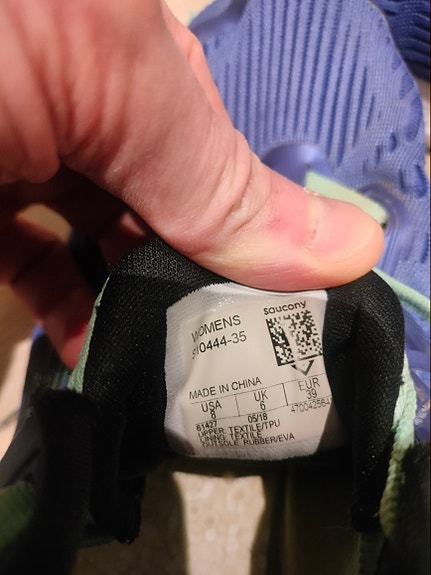 saucony
WOMENS
S10444-35
MADE IN CHINA
USA UK EUR
8 6 39
61427 05/18
UPPER TEXTILE/TPU
LINING TEXTILE
OUTSOLE RUBBER/EVA